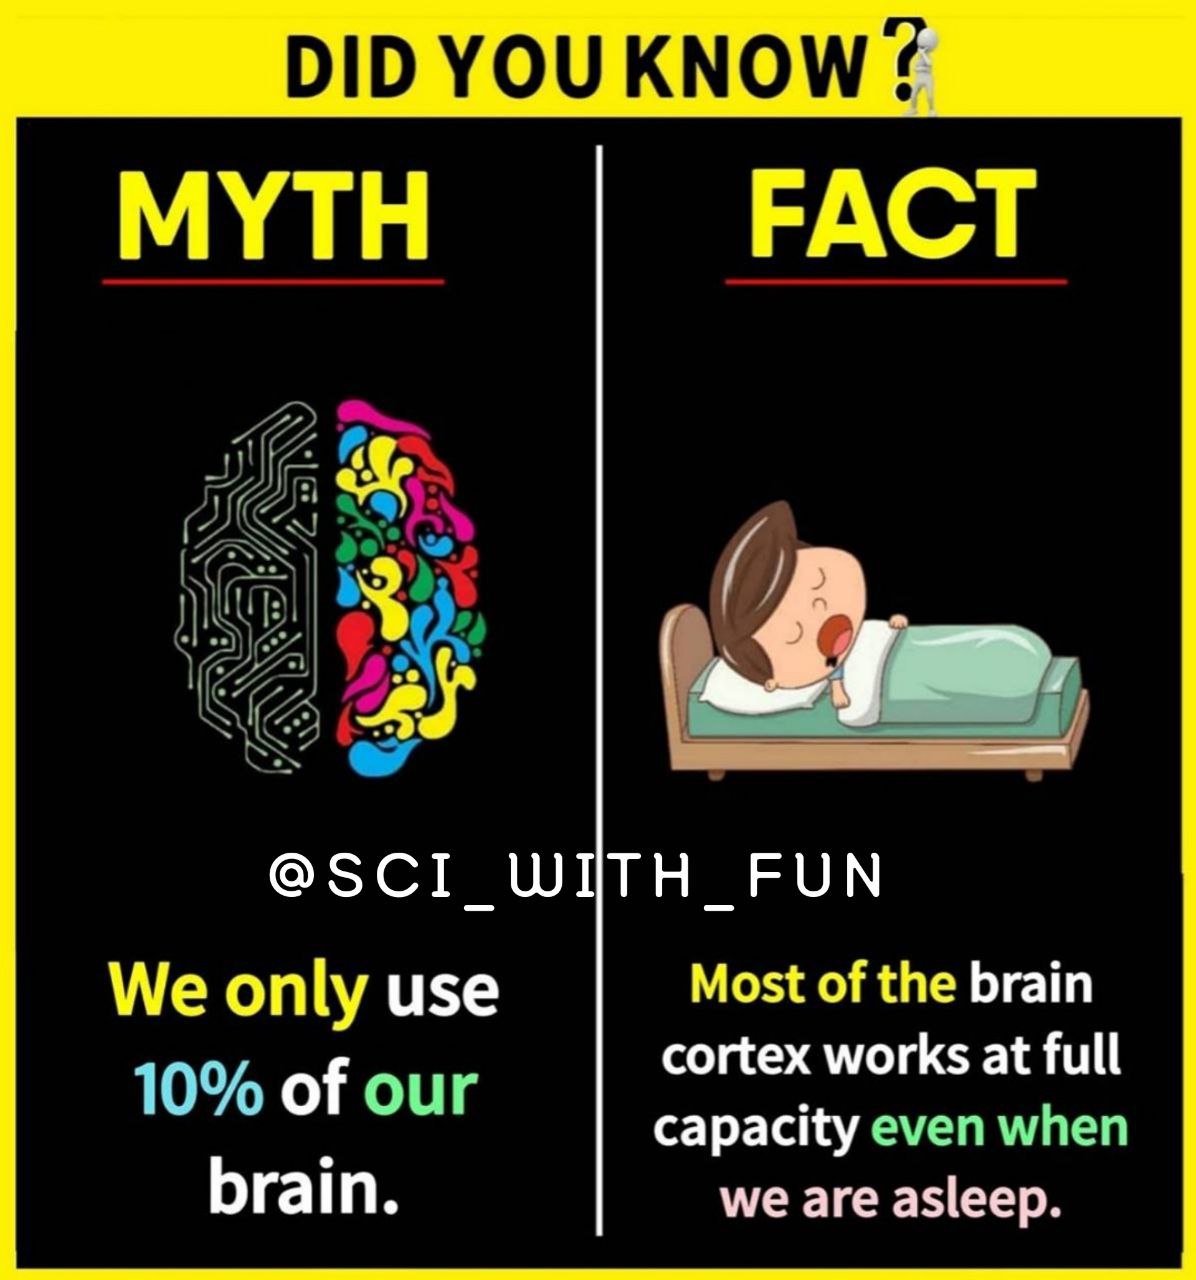 DID YOU KNOW?
MYTH
FACT
@SCI_WITH_FUN
We only use
10% of our
brain.
Most of the brain
cortex works at full
capacity even when
we are asleep.